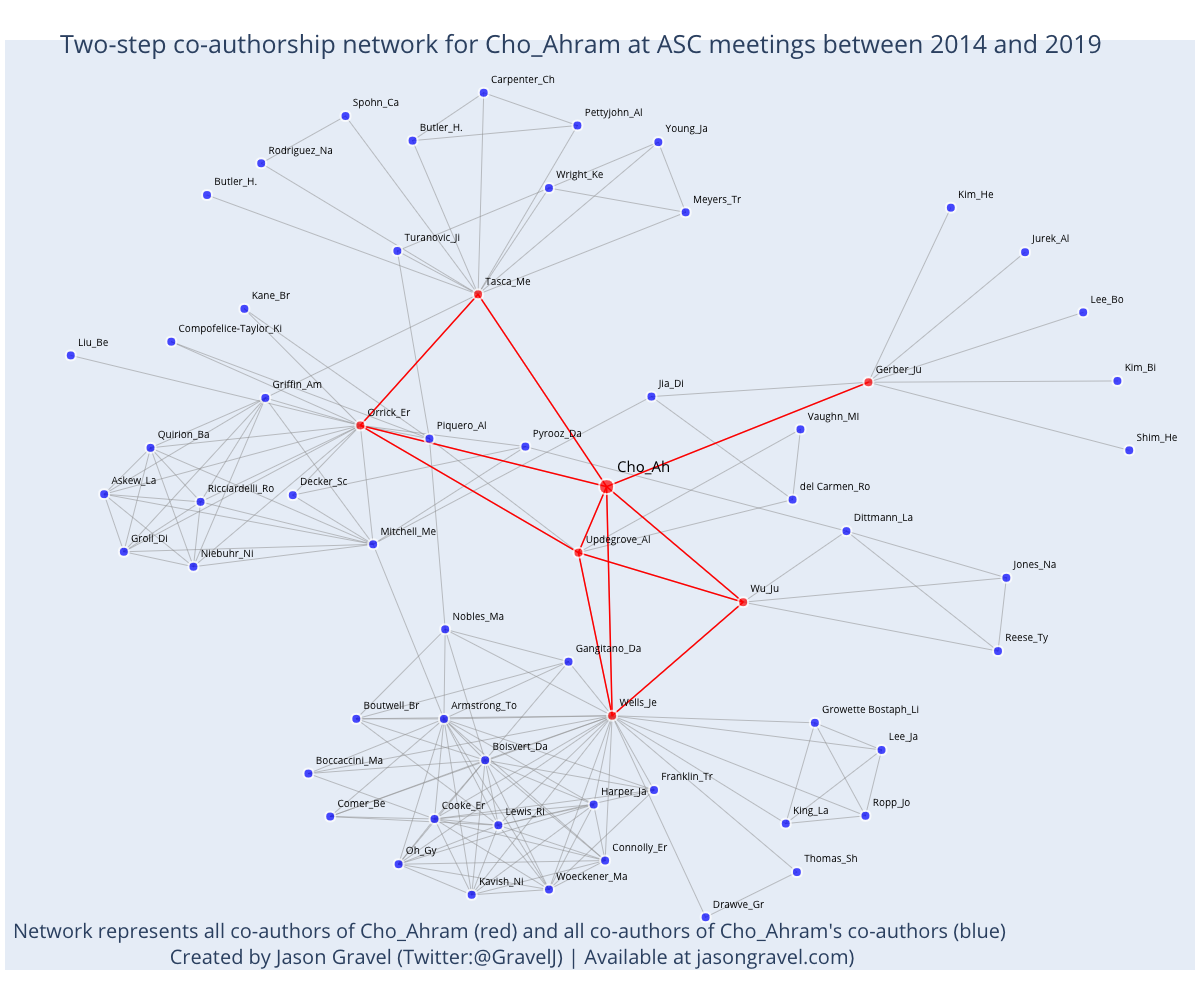 Two-step co-authorship network for Cho_Ahram at ASC meetings between 2014 and 2019
Carpenter_Ch
Spohn_Ca
Pettyjohn_Al
Butler_H.
Young_Ja
Rodriguez_Na
Wright_Ke
Butler_H.
Meyers_Tr
Kim_He
Turanovic_Ji
Jurek_Al
Tasca_Me
Kane_Br
Lee_Bo
Compofelice-Taylor_Ki
Liu_Be
Gerber_Ju
Kim_Bi
Griffin_Am
Jia_Di
Orrick_Er
Vaughn_MI
Piquero_Al
Pyrooz_Da
Quirion_Ba
Shim_He
Cho_Ah
Askew_La
Ricciardelli_Ro
Decker_Sc
del Carmen_Ro
Dittmann_La
Mitchell_Me
Groll_Di
Updegrove_Al
Niebuhr_Ni
Jones_Na
Wu_Ju
Nobles_Ma
Reese_Ty
Gangitano_Da
Wells_Je
Boutwell_Br
Armstrong_To
Growette Bostaph_Li
Lee_Ja
Boisvert_Da
Boccaccini_Ma
Franklin_Tr
Harper_Ja
Comer_Be
Cooke_Er
Lewis_Ri
King_La
Ropp_Jo
Connolly_Er
Oh_Gy
Thomas_Sh
Kavish_Ni
Woeckener_Ma
Drawve_Gr
Network represents all co-authors of Cho_Ahram (red) and all co-authors of Cho_Ahram's co-authors (blue)
Created by Jason Gravel (Twitter:@GravelJ) | Available at jasongravel.com)